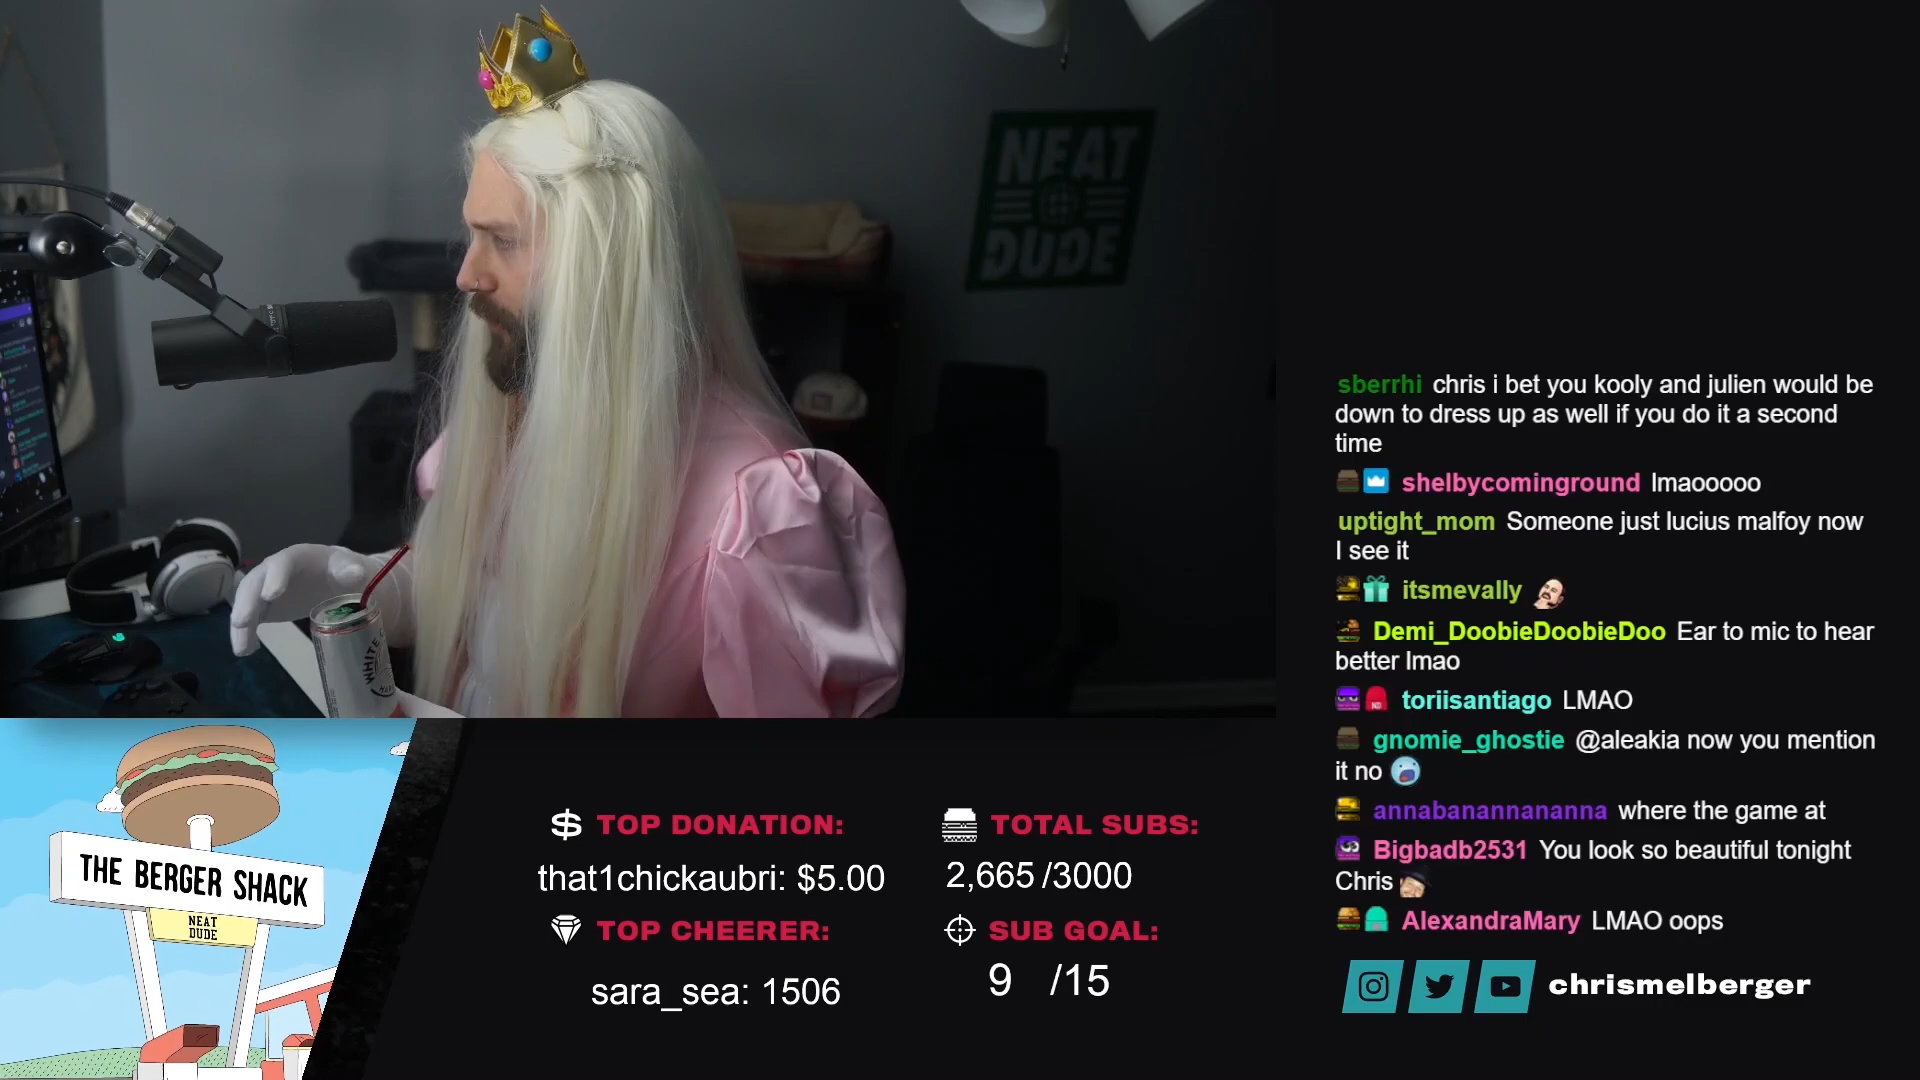 NEAT
DUDE
WHITE
sberrhi chris i bet you kooly and julien would be
down to dress up as well if you do it a second
time
shelbycominground lmaooooo
uptight_mom Someone just lucius malfoy now
I see it
itsmevally
Demi_DoobieDoobieDoo Ear to mic to hear
better lmao
toriisantiago LMAO
gnomie_ghostie @aleakia now you mention
it no
annabanannananna where the game at
Bigbadb2531 You look so beautiful tonight
Chris
AlexandraMary LMAO oops
chrismelberger
THE BERGER SHACK
NEAT
DUDE
TOP DONATION:
that1chickaubri: $5.00
TOP CHEERER:
sara_sea: 1506
TOTAL SUBS:
2,665 /3000
SUB GOAL:
9 /15